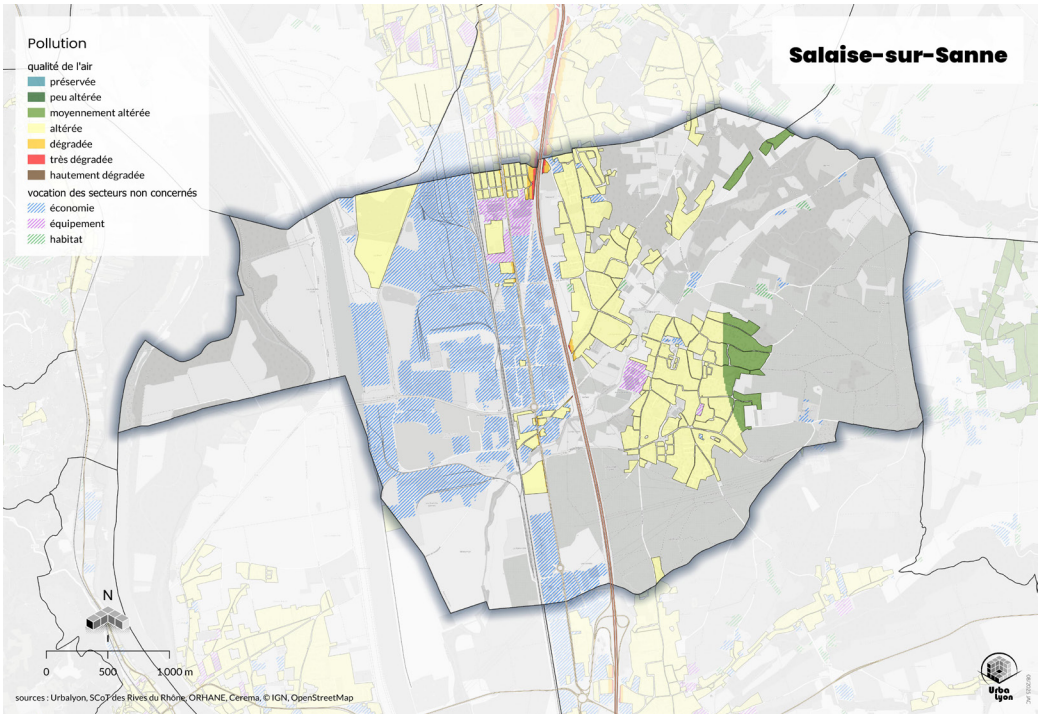 Pollution
qualité de l'air
préservée
peu altérée
moyennement altérée
altérée
dégradée
très dégradée
hautement dégradée
vocation des secteurs non concernés
économie
équipement
habitat
Salaise-sur-Sanne
N
0 500 1 000 m
sources : Urbalyon, SCoT des Rives du Rhône, ORHANE, Cerema, © IGN, OpenStreetMap
Urba
Lyon